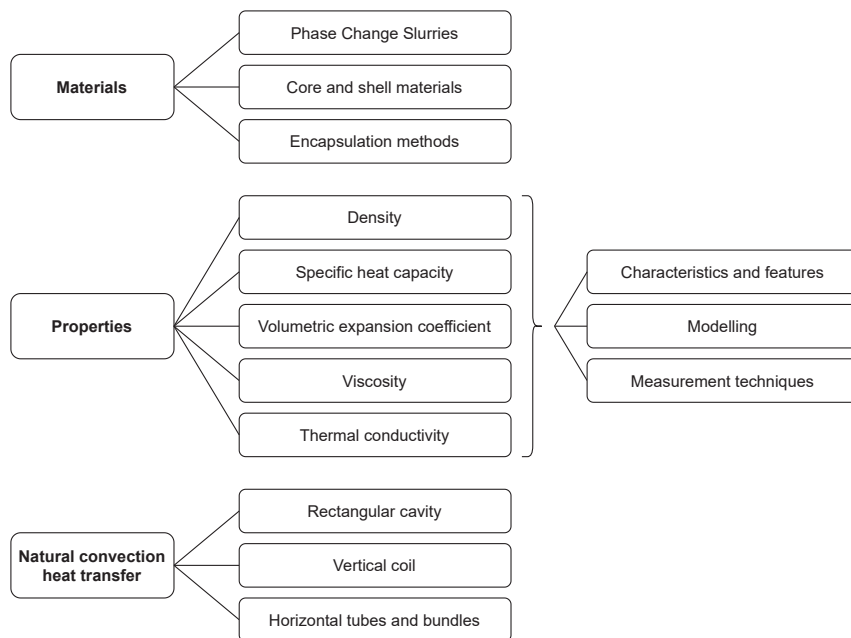 Materials
Phase Change Slurries
Core and shell materials
Encapsulation methods
Properties
Density
Specific heat capacity
Volumetric expansion coefficient
Viscosity
Thermal conductivity
Characteristics and features
Modelling
Measurement techniques
Natural convection
heat transfer
Rectangular cavity
Vertical coil
Horizontal tubes and bundles